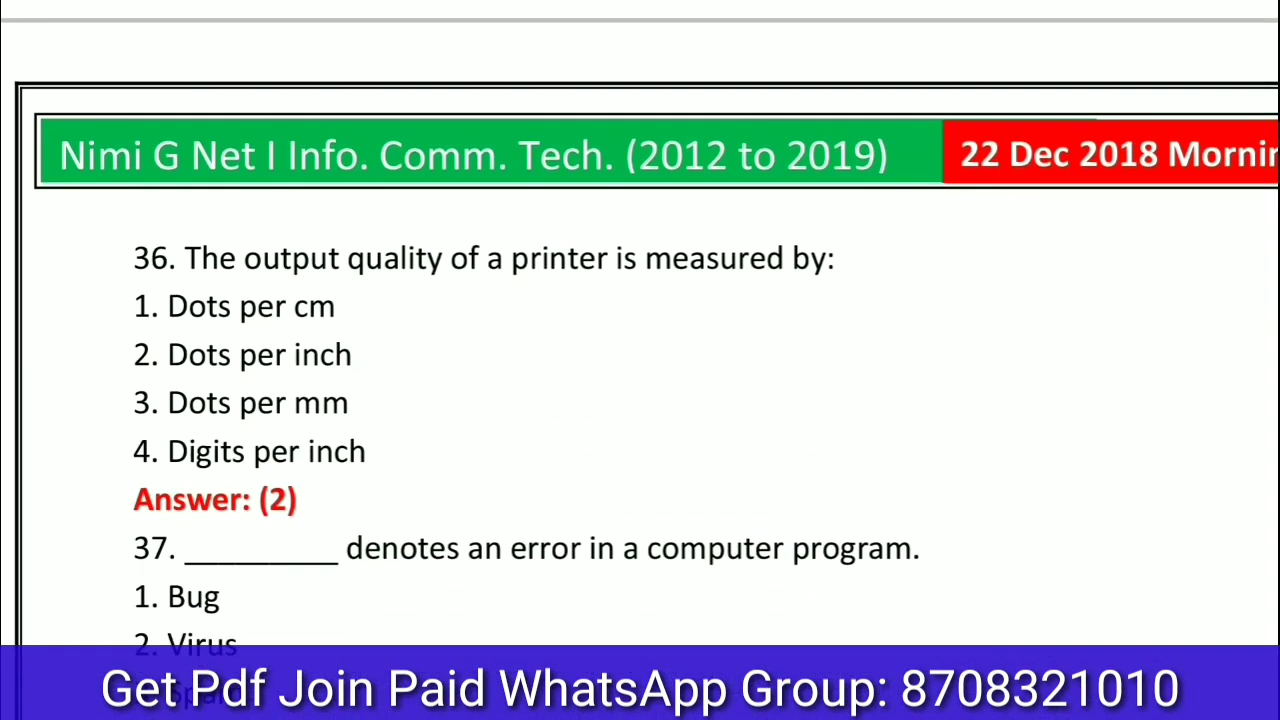 Nimi G Net I Info. Comm. Tech. (2012 to 2019) 22 Dec 2018 Mornin
36. The output quality of a printer is measured by:
1. Dots per cm
2. Dots per inch
3. Dots per mm
4. Digits per inch
Answer: (2)
37. _________ denotes an error in a computer program.
1. Bug
2. Virus
Get Pdf Join Paid WhatsApp Group: 8708321010